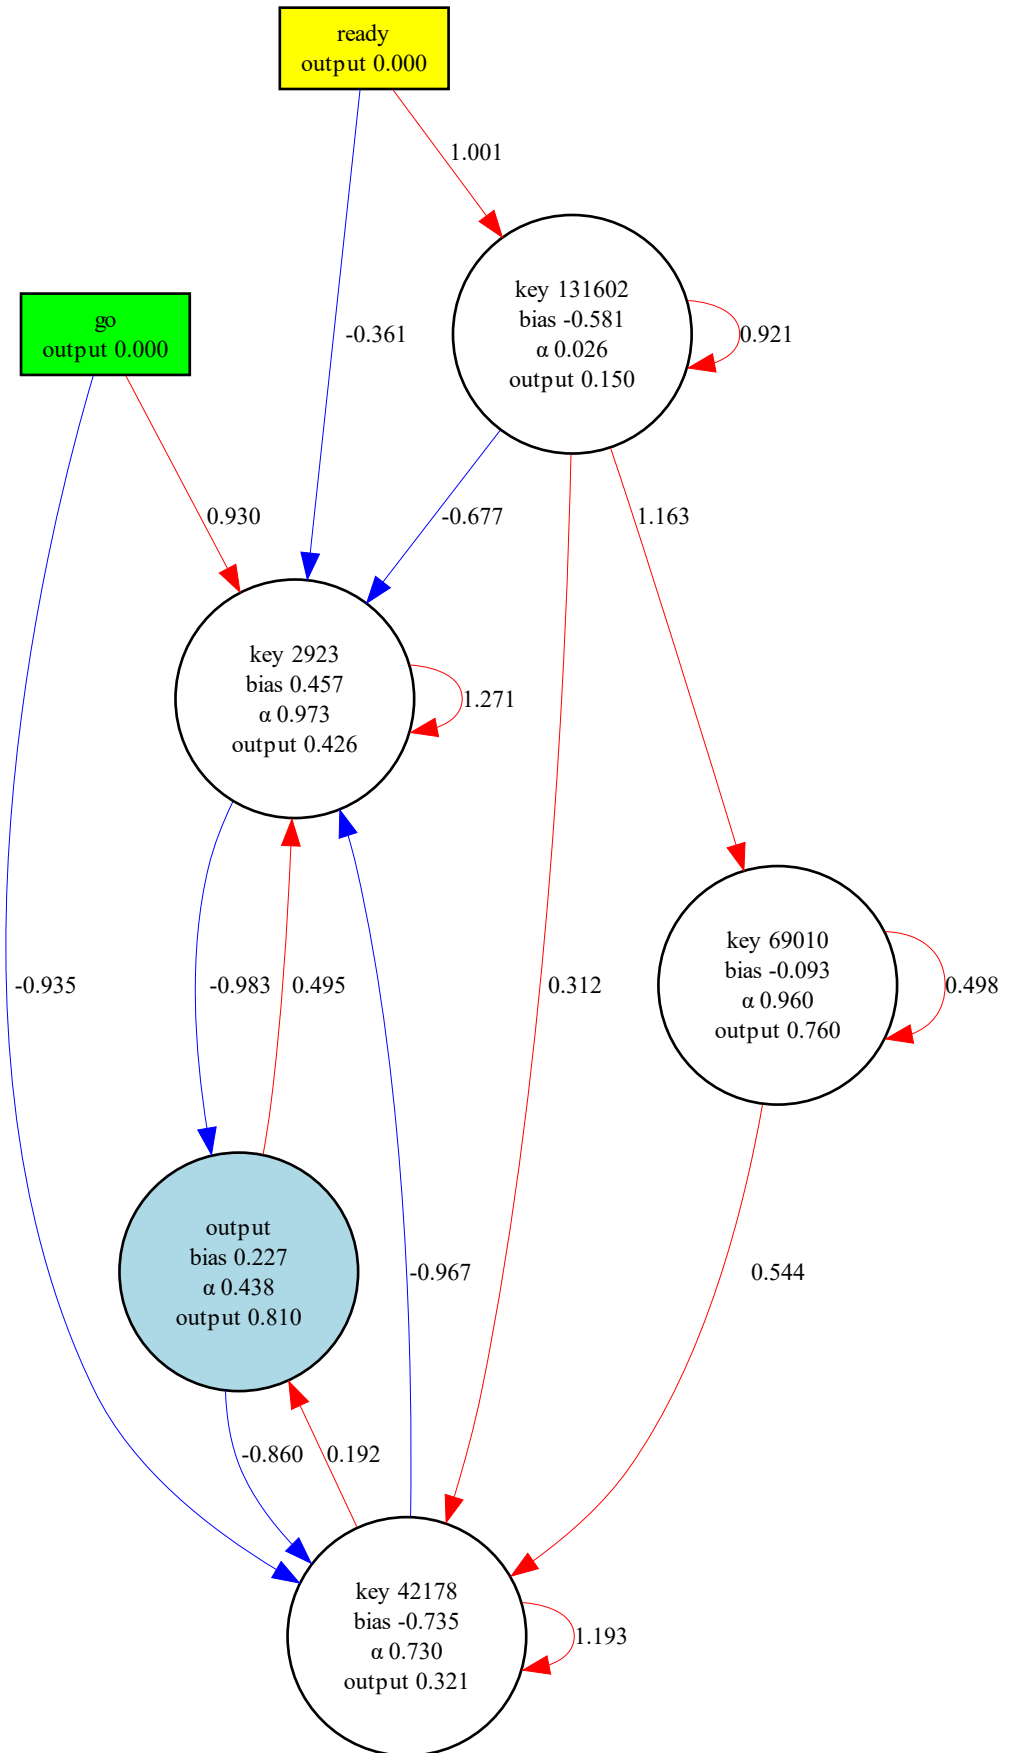 ready
output 0.000
1.001
key 131602
bias -0.581
α 0.026
output 0.150
0.921
go
output 0.000
-0.361
0.930
-0.677
1.163
key 2923
bias 0.457
α 0.973
output 0.426
1.271
-0.935
-0.983
0.495
0.312
key 69010
bias -0.093
α 0.960
output 0.760
0.498
output
bias 0.227
α 0.438
output 0.810
-0.967
0.544
-0.860
0.192
key 42178
bias -0.735
α 0.730
output 0.321
1.193